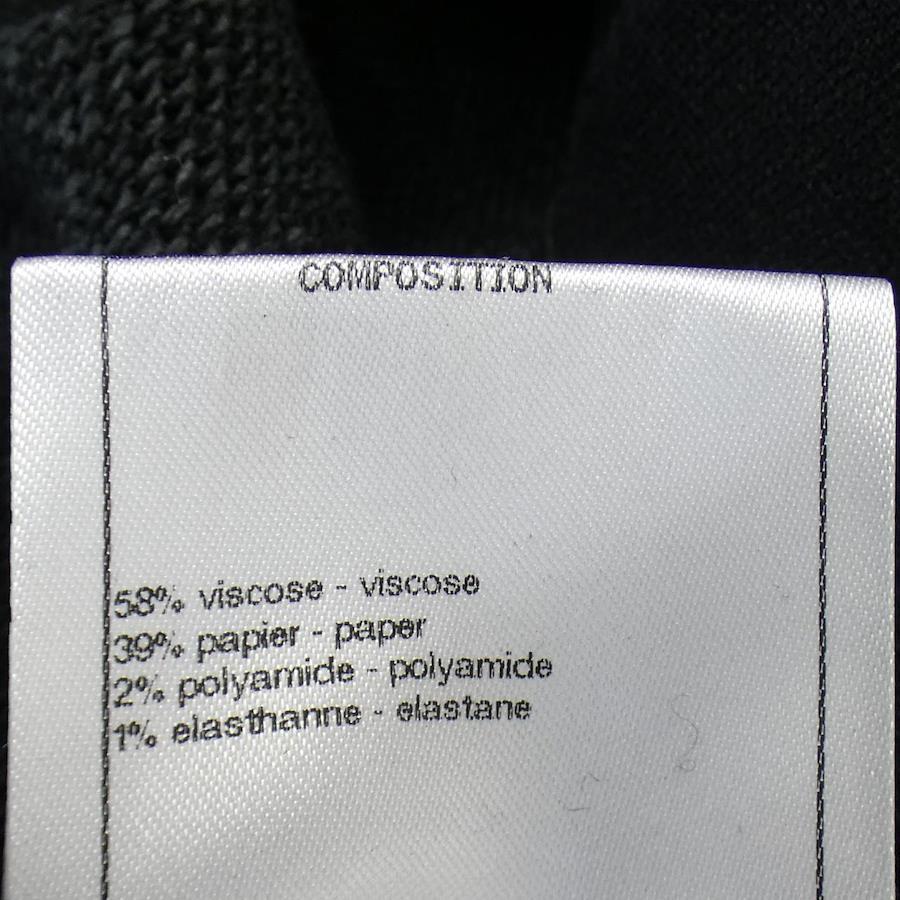 COMPOSITION
58% viscose - viscose
39% papier - paper
2% polyamide - polyamide
1% elasthanne - elastane